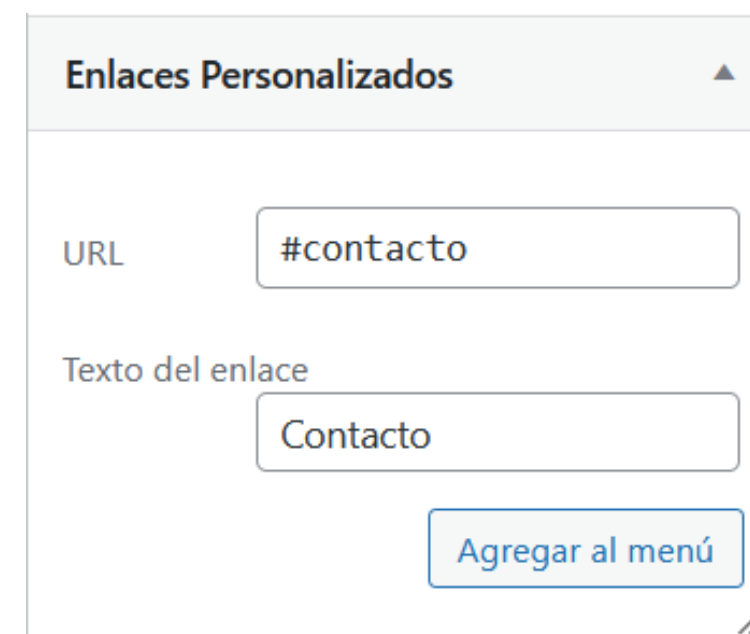 Enlaces Personalizados
URL
#contacto
Texto del enlace
Contacto
Agregar al menú